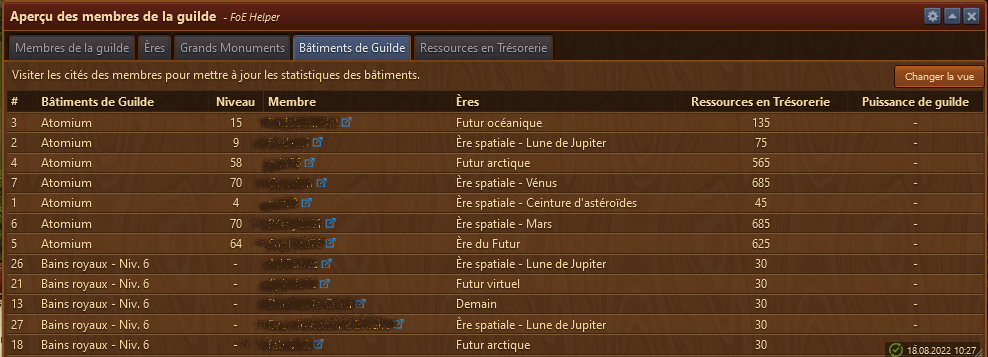 Aperçu des membres de la guilde - FoE Helper
Membres de la guilde Ères Grands Monuments Bâtiments de Guilde Ressources en Trésorerie
Visiter les cités des membres pour mettre à jour les statistiques des bâtiments.
Changer la vue
# Bâtiments de Guilde Niveau Membre Ères Ressources en Trésorerie Puissance de guilde
3 Atomium 15 Futur océanique 135 -
2 Atomium 9 Ère spatiale - Lune de Jupiter 75 -
4 Atomium 58 Futur arctique 565 -
7 Atomium 70 Ère spatiale - Vénus 685 -
1 Atomium 4 Ère spatiale - Ceinture d'astéroïdes 45 -
6 Atomium 70 Ère spatiale - Mars 685 -
5 Atomium 64 Ère du Futur 625 -
26 Bains royaux - Niv. 6 - Ère spatiale - Lune de Jupiter 30 -
21 Bains royaux - Niv. 6 - Futur virtuel 30 -
13 Bains royaux - Niv. 6 - Demain 30 -
27 Bains royaux - Niv. 6 - Ère spatiale - Lune de Jupiter 30 -
18 Bains royaux - Niv. 6 - Futur arctique 30 -
18.08.2022 10:27